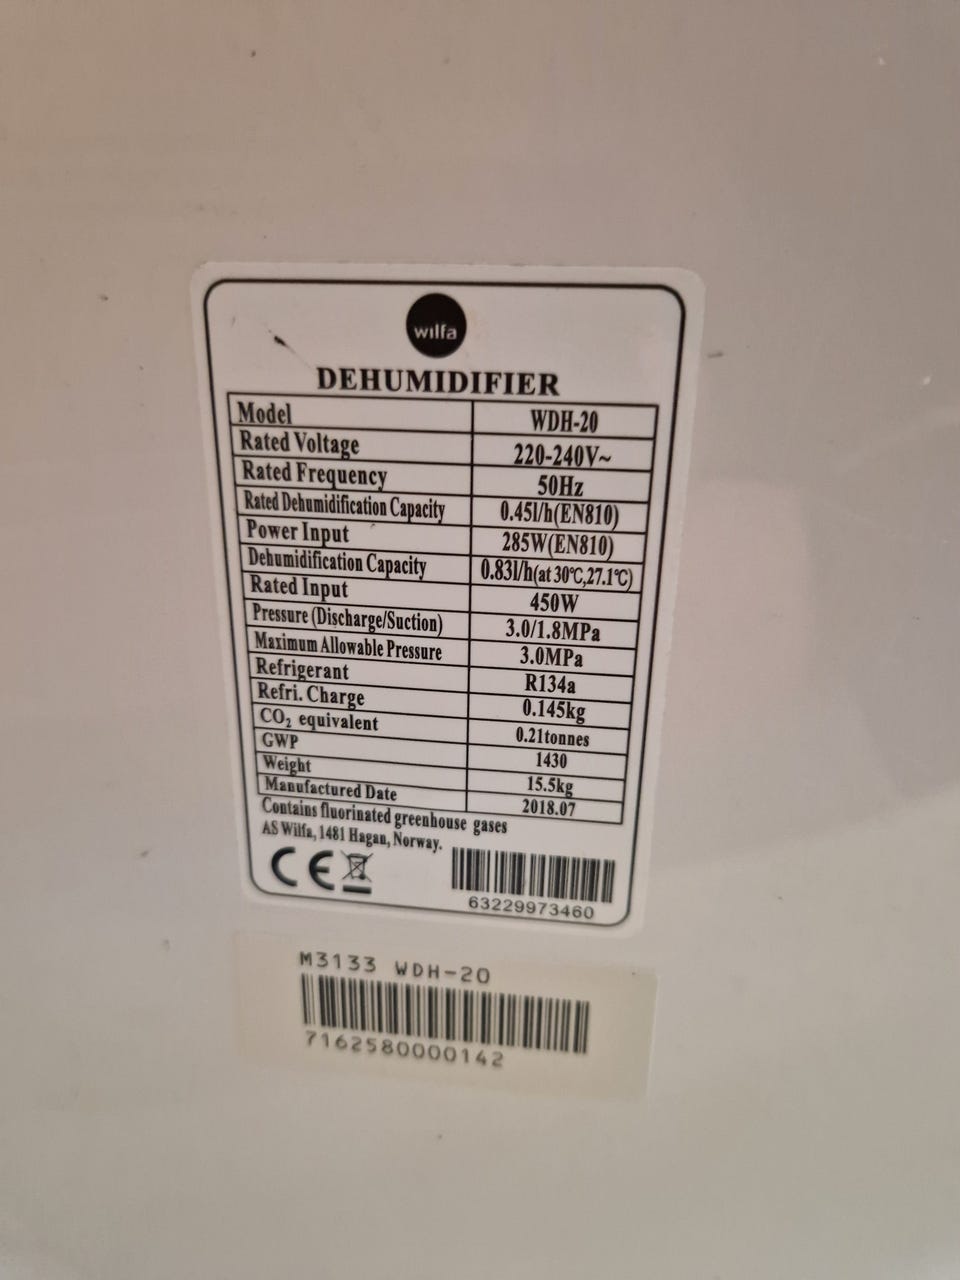 wilfa
DEHUMIDIFIER
Model WDH-20
Rated Voltage 220-240V~
Rated Frequency 50Hz
Rated Dehumidification Capacity 0.45l/h(EN810)
Power Input 285W(EN810)
Dehumidification Capacity 0.83l/h(at 30℃,27.1℃)
Rated Input 450W
Pressure (Discharge/Suction) 3.0/1.8MPa
Maximum Allowable Pressure 3.0MPa
Refrigerant R134a
Refri. Charge 0.145kg
CO₂ equivalent 0.21tonnes
GWP 1430
Weight 15.5kg
Manufactured Date 2018.07
Contains fluorinated greenhouse gases
AS Wilfa, 1481 Hagan, Norway.
CE
63229973460
M3133 WDH-20
7162580000142